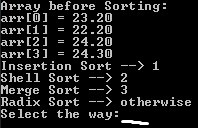 Array before Sorting:
arr[0] = 23.20
arr[1] = 22.20
arr[2] = 24.20
arr[3] = 24.30
Insertion Sort --> 1
Shell Sort --> 2
Merge Sort --> 3
Radix Sort --> otherwise
Select the way: